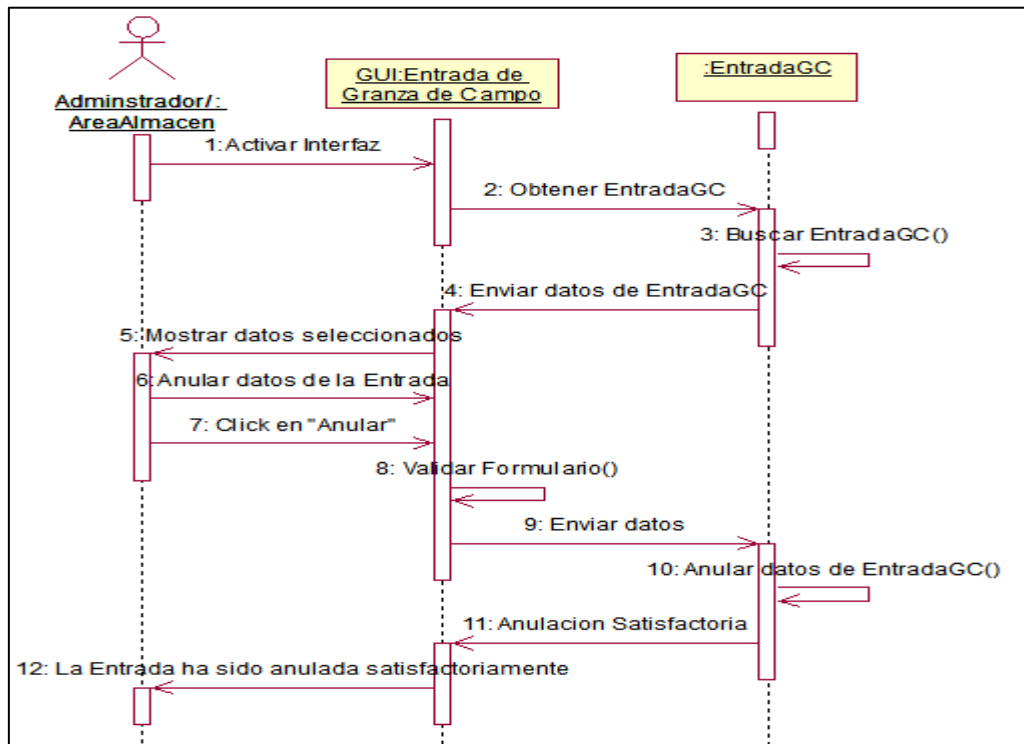 Adminstrador/:
AreaAlmacen
GUI:Entrada de
Granza de Campo
:EntradaGC
1:Activar Interfaz
2: Obtener EntradaGC
3: Buscar EntradaGC()
4: Enviar datos de EntradaGC
5: Mostrar datos seleccionados
6:Anular datos de la Entrada
7: Click en "Anular"
8: Validar Formulario()
9: Enviar datos
10: Anular datos de EntradaGC()
11: Anulacion Satisfactoria
12: La Entrada ha sido anulada satisfactoriamente